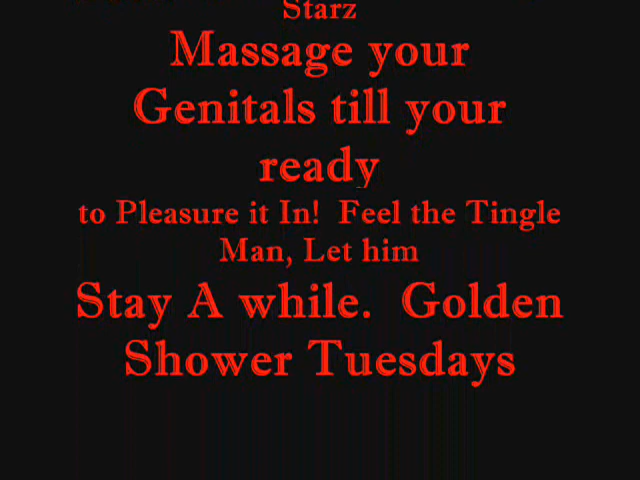 Starz
Massage your
Genitals till your
ready
to Pleasure it In!  Feel the Tingle
Man, Let him
Stay A while.  Golden
Shower Tuesdays